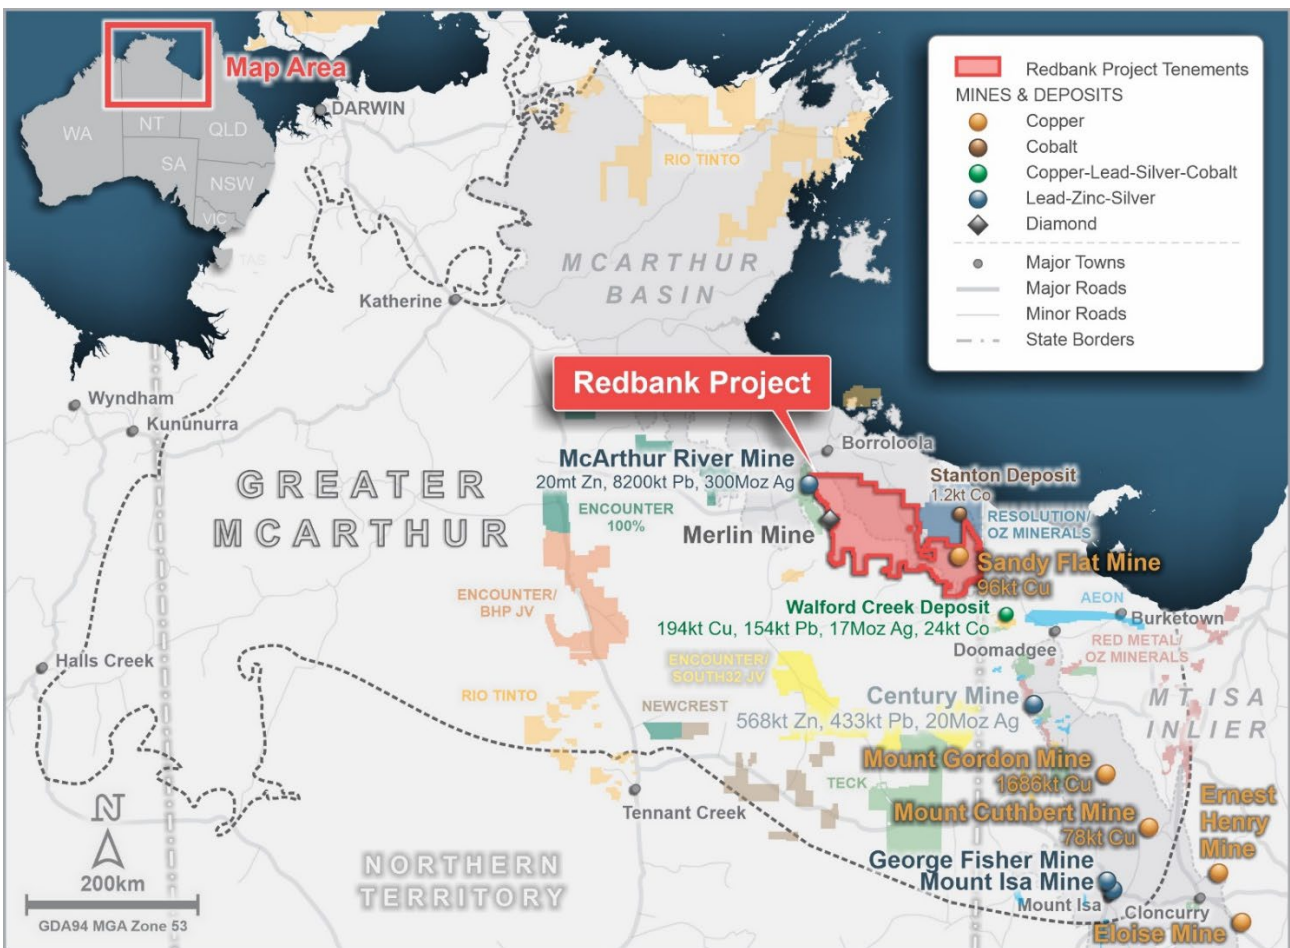 Map Area
WA
NT
QLD
SA
NSW
VIC
TAS
DARWIN
RIO TINTO
MCARTHUR
BASIN
Katherine
Redbank Project Tenements
MINES & DEPOSITS
Copper
Cobalt
Copper-Lead-Silver-Cobalt
Lead-Zinc-Silver
Diamond
Major Towns
Major Roads
Minor Roads
State Borders
Redbank Project
Wyndham
Kununurra
Borroloola
GREATER
MCARTHUR
McArthur River Mine
20mt Zn, 8200kt Pb, 300Moz Ag
ENCOUNTER
100%
Merlin Mine
Stanton Deposit
1.2kt Co
RESOLUTION/
OZ MINERALS
Sandy Flat Mine
96kt Cu
ENCOUNTER/
BHP JV
Walford Creek Deposit
194kt Cu, 154kt Pb, 17Moz Ag, 24kt Co
AEON
Burketown
Doomadgee
RED METAL/
OZ MINERALS
Halls Creek
ENCOUNTER/
SOUTH32 JV
RIO TINTO
NEWCREST
Century Mine
568kt Zn, 433kt Pb, 20Moz Ag
MT ISA
INLIER
Mount Gordon Mine
1686kt Cu
TECK
Tennant Creek
Mount Cuthbert Mine
78kt Cu
Ernest
Henry
Mine
N
200km
GDA94 MGA Zone 53
NORTHERN
TERRITORY
George Fisher Mine
Mount Isa Mine
Mount Isa
Cloncurry
Eloise Mine